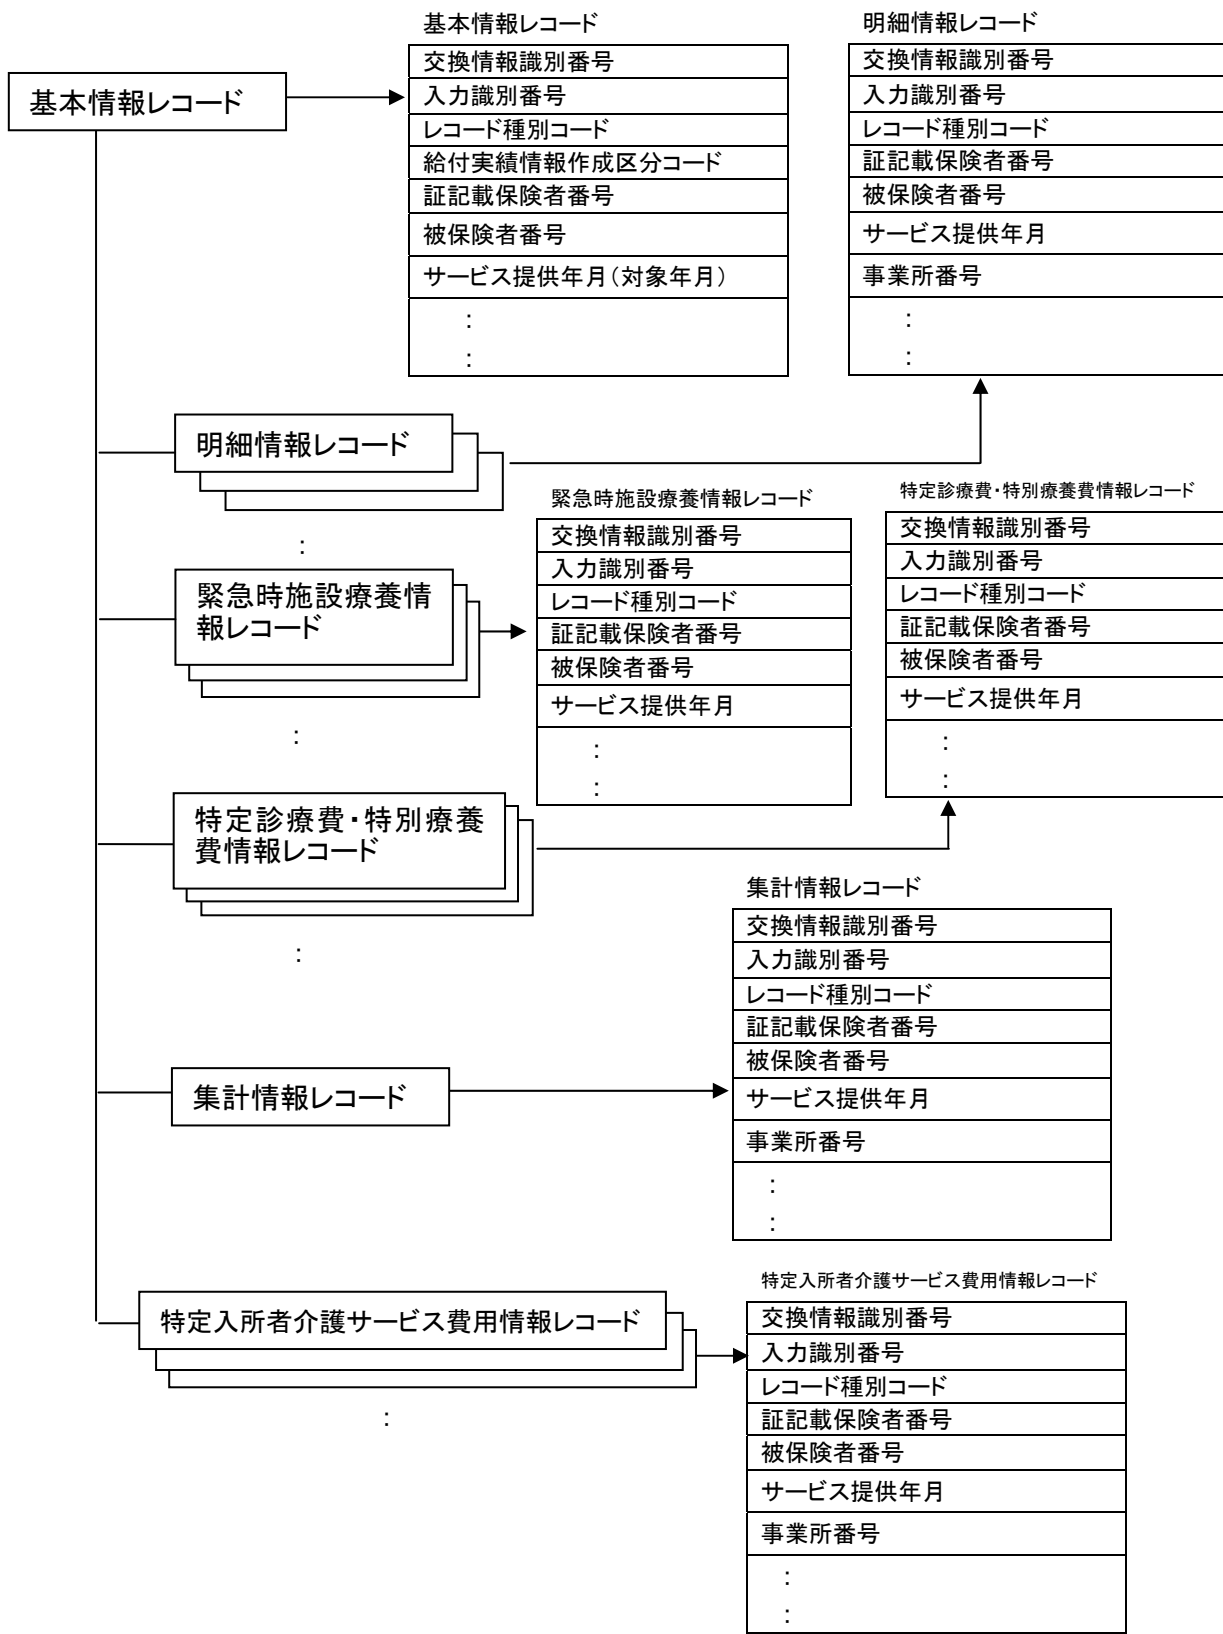 基本情報レコード
基本情報レコード
交換情報識別番号
入力識別番号
レコード種別コード
給付実績情報作成区分コード
証記載保険者番号
被保険者番号
サービス提供年月(対象年月)
:
:
明細情報レコード
交換情報識別番号
入力識別番号
レコード種別コード
証記載保険者番号
被保険者番号
サービス提供年月
事業所番号
:
:
明細情報レコード
:
緊急時施設療養情
報レコード
:
緊急時施設療養情報レコード
交換情報識別番号
入力識別番号
レコード種別コード
証記載保険者番号
被保険者番号
サービス提供年月
:
:
特定診療費・特別療養費情報レコード
交換情報識別番号
入力識別番号
レコード種別コード
証記載保険者番号
被保険者番号
サービス提供年月
:
:
特定診療費・特別療養
費情報レコード
:
集計情報レコード
集計情報レコード
交換情報識別番号
入力識別番号
レコード種別コード
証記載保険者番号
被保険者番号
サービス提供年月
事業所番号
:
:
特定入所者介護サービス費用情報レコード
:
特定入所者介護サービス費用情報レコード
交換情報識別番号
入力識別番号
レコード種別コード
証記載保険者番号
被保険者番号
サービス提供年月
事業所番号
:
: